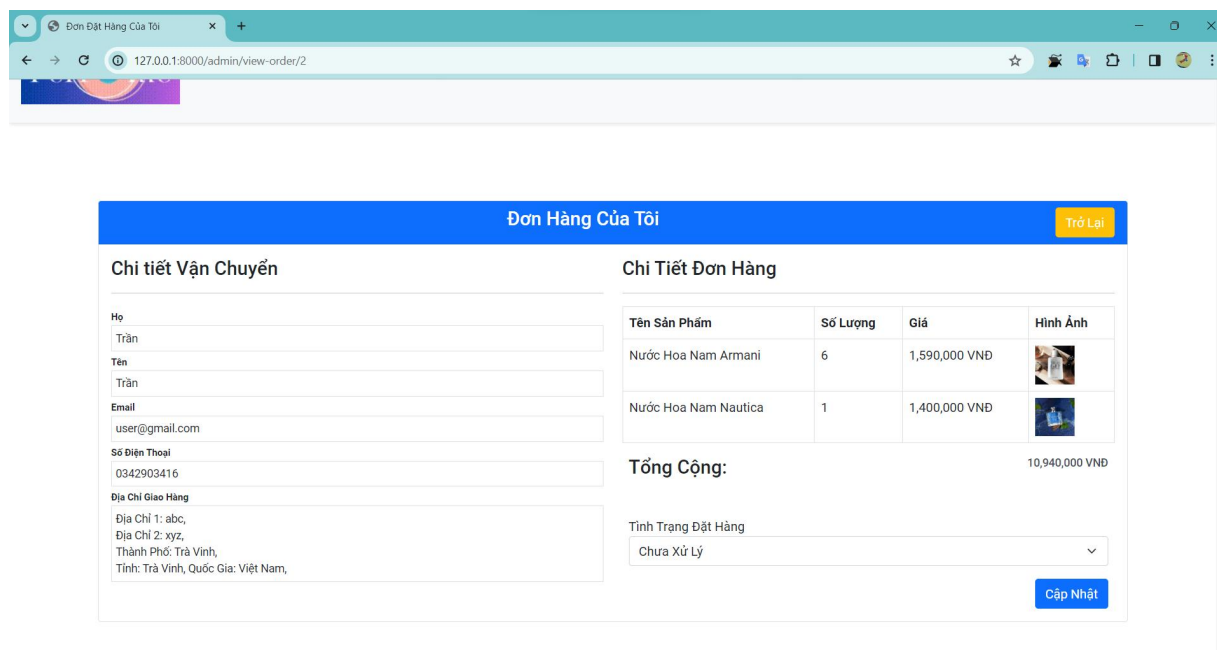 Đơn Đặt Hàng Của Tôi
127.0.0.1:8000/admin/view-order/2
Đơn Hàng Của Tôi
Trở Lại
Chi tiết Vận Chuyển
Họ
Trần
Tên
Trần
Email
user@gmail.com
Số Điện Thoại
0342903416
Địa Chỉ Giao Hàng
Địa Chỉ 1: abc,
Địa Chỉ 2: xyz,
Thành Phố: Trà Vinh,
Tỉnh: Trà Vinh, Quốc Gia: Việt Nam,
Chi Tiết Đơn Hàng
Tên Sản Phẩm Số Lượng Giá Hình Ảnh
Nước Hoa Nam Armani 6 1,590,000 VNĐ
Nước Hoa Nam Nautica 1 1,400,000 VNĐ
Tổng Cộng: 10,940,000 VNĐ
Tình Trạng Đặt Hàng
Chưa Xử Lý
Cập Nhật